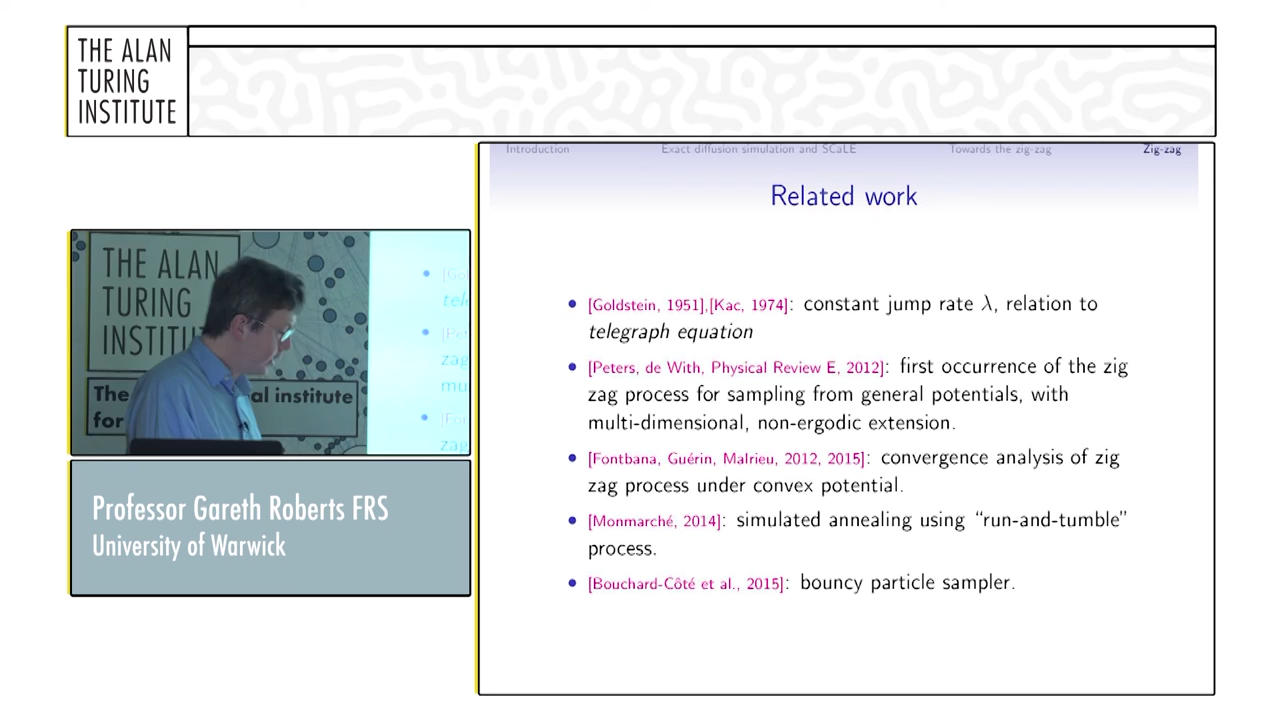 THE ALAN
TURING
INSTITUTE
Introduction
Exact diffusion simulation and SCaLE
Towards the zig-zag
Zig-zag
Related work
[Goldstein, 1951],[Kac, 1974]: constant jump rate λ, relation to
telegraph equation
[Peters, de With, Physical Review E, 2012]: first occurrence of the zig
zag process for sampling from general potentials, with
multi-dimensional, non-ergodic extension.
[Fontbana, Guérin, Malrieu, 2012, 2015]: convergence analysis of zig
zag process under convex potential.
[Monmarché, 2014]: simulated annealing using “run-and-tumble”
process.
[Bouchard-Côté et al., 2015]: bouncy particle sampler.
THE ALAN
TURING
INSTIT
The al institute
for
tel
zag
mu
zag
Professor Gareth Roberts FRS
University of Warwick